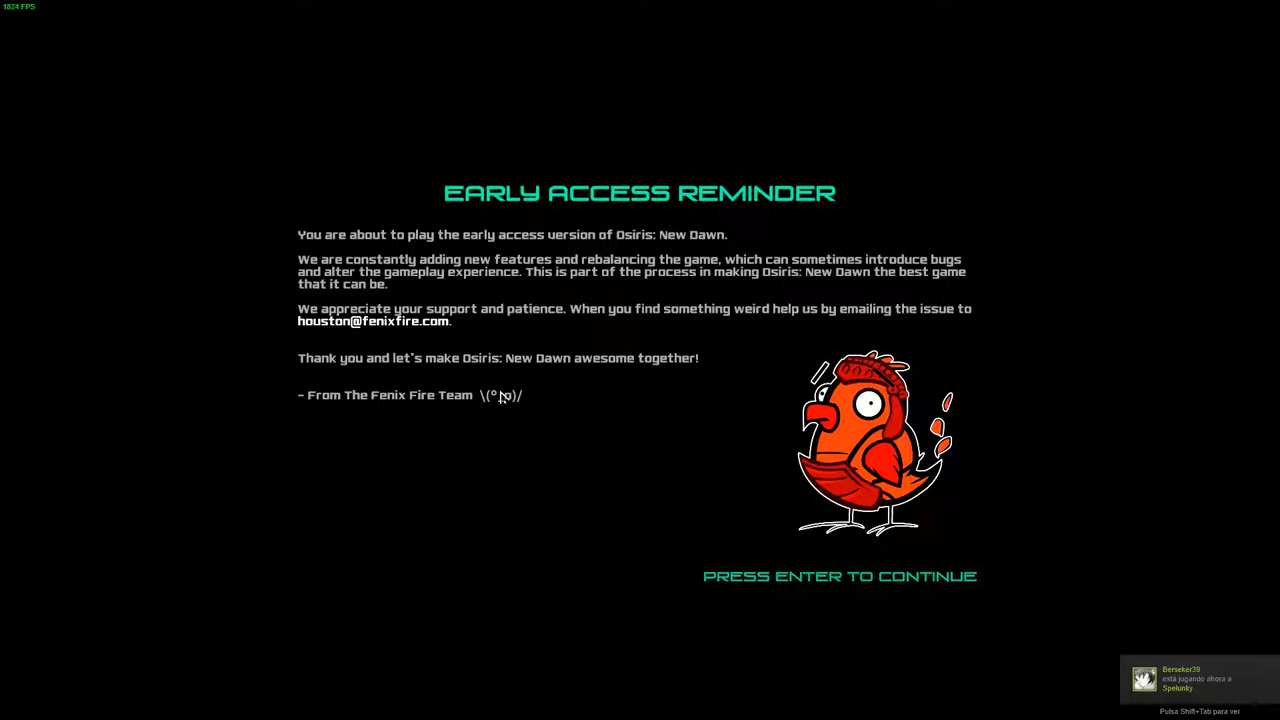 1824 FPS
EARLY ACCESS REMINDER
You are about to play the early access version of Osiris: New Dawn.
We are constantly adding new features and rebalancing the game, which can sometimes introduce bugs
and alter the gameplay experience. This is part of the process in making Osiris: New Dawn the best game
that it can be.
We appreciate your support and patience. When you find something weird help us by emailing the issue to
houston@fenixfire.com.
Thank you and let's make Osiris: New Dawn awesome together!
- From The Fenix Fire Team
PRESS ENTER TO CONTINUE
Berseker39
está jugando ahora a
Spelunky
Pulsa Shift+Tab para ver